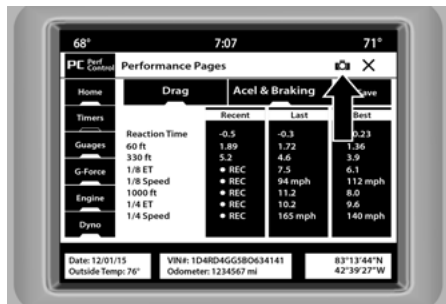 68° 7:07 71°
PC Perf Control Performance Pages
Home Drag Acel & Braking Save
Timers Recent Last Best
Reaction Time -0.5 -0.3 0.23
60 ft 1.89 1.72 1.36
Guages
330 ft 5.2 4.6 3.9
1/8 ET • REC 7.5 6.1
G-Force
1/8 Speed • REC 94 mph 112 mph
1000 ft • REC 11.2 8.0
Engine
1/4 ET • REC 10.2 9.6
1/4 Speed • REC 165 mph 140 mph
Dyno
Date: 12/01/15 VIN#: 1D4RD4GG5BO634141 83°13'44"N
Outside Temp: 76° Odometer: 1234567 mi 42°39'27"W